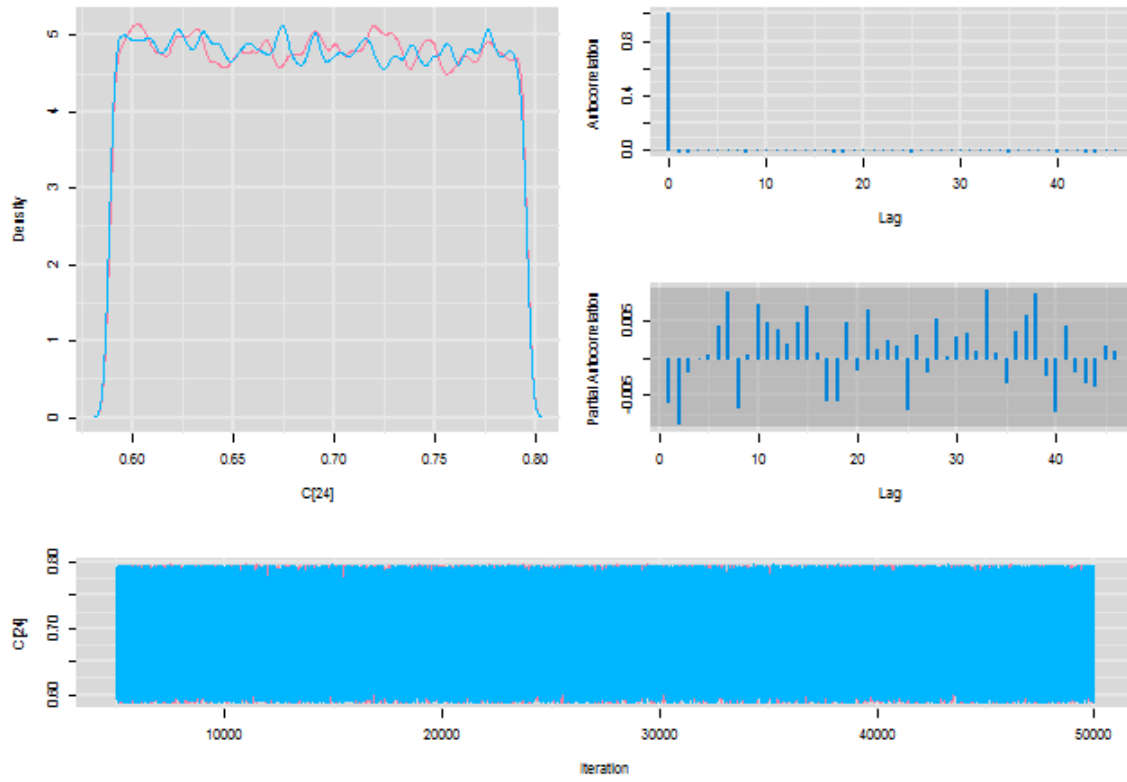 5
4
3
2
1
0
Density
0.60 0.65 0.70 0.75 0.80
C[24]
0.8
0.4
0.0
Autocorrelation
0 10 20 30 40
Lag
0.005
-0.005
Partial Autocorrelation
0 10 20 30 40
Lag
0.80
0.70
0.60
C[24]
10000 20000 30000 40000 50000
Iteration